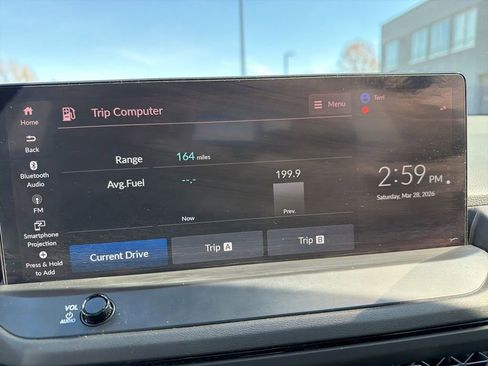 Home
Trip Computer
Menu
Terri
Back
Bluetooth
Audio
Range
164 miles
Avg.Fuel
--.-
199.9
2:59 PM
Saturday, Mar 28, 2026
FM
Now
Prev.
Smartphone
Projection
Press & Hold
to Add
Current Drive
Trip A
Trip B
VOL
AUDIO